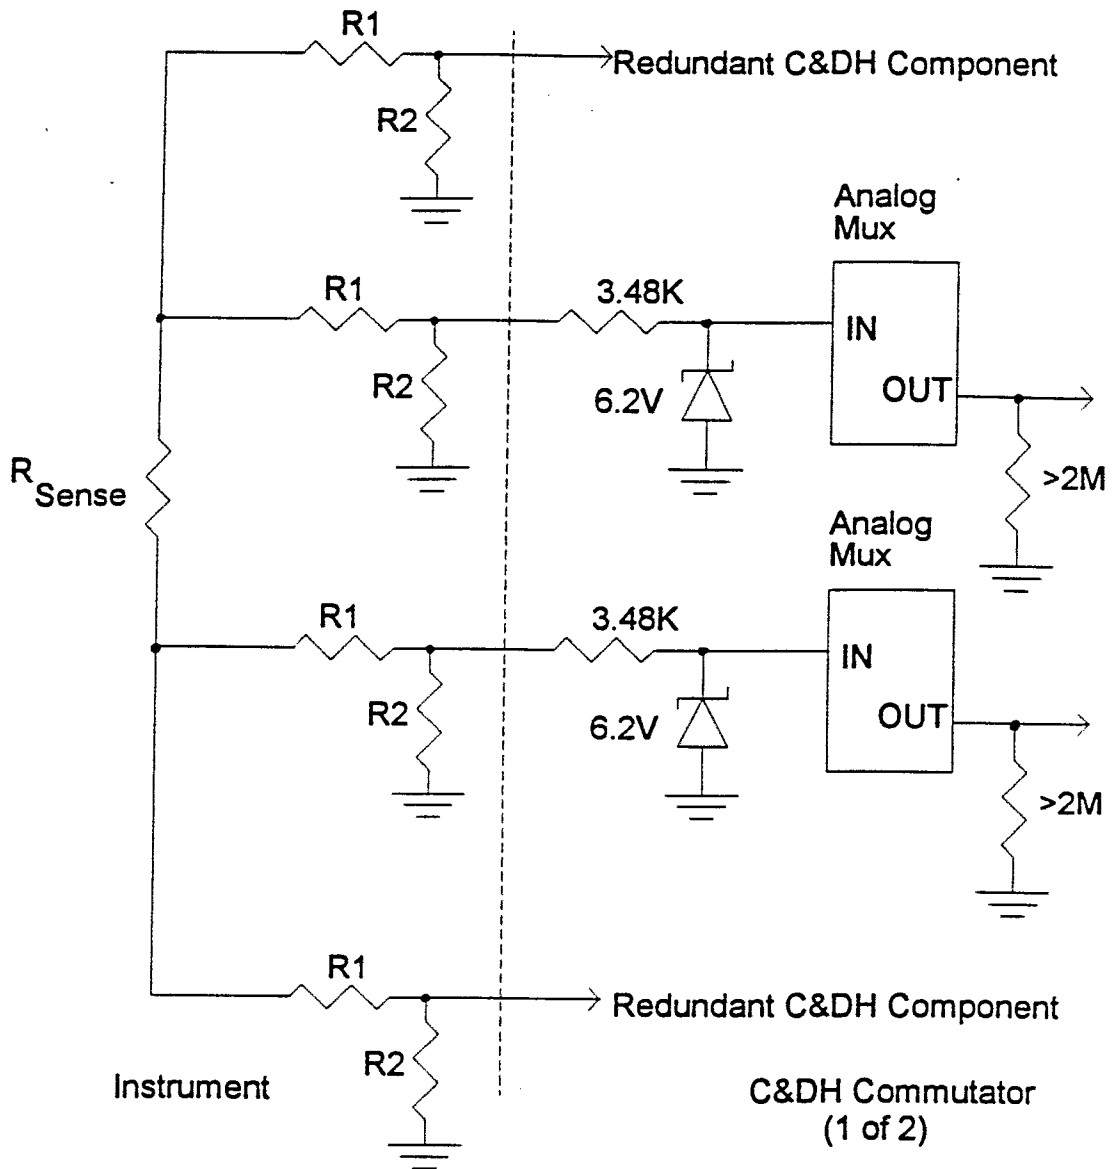 R1
Redundant C&DH Component
R2
Analog
Mux
R1
3.48K
IN
R2
6.2V
OUT
R
Sense
>2M
Analog
Mux
R1
3.48K
IN
R2
6.2V
OUT
>2M
R1
Redundant C&DH Component
R2
Instrument
C&DH Commutator
(1 of 2)